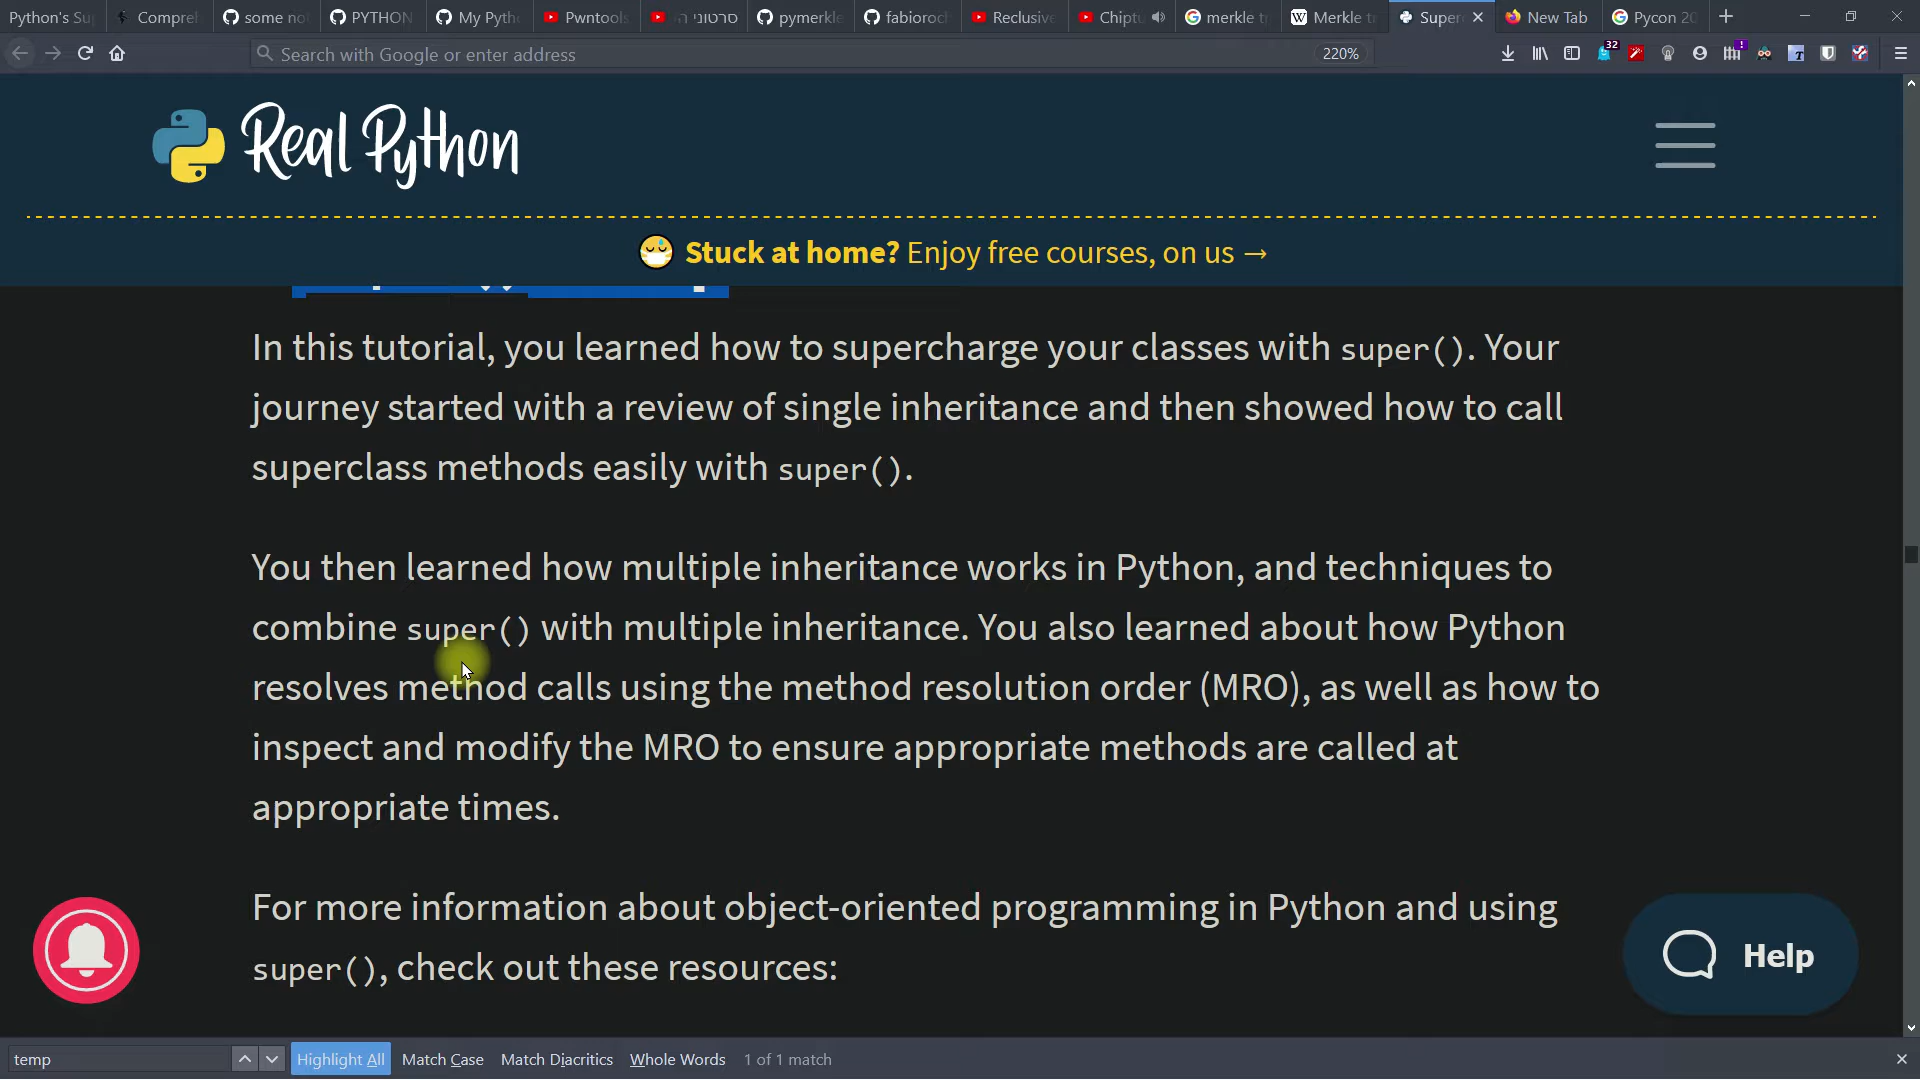 Python's Su
Compreh
some no
PYTHON
My Pyth
Pwntools
סרטוני ה
pymerkle
fabioroc
Reclusive
Chiptu
merkle t
Merkle tr
Super
New Tab
Pycon 20
Search with Google or enter address
220%
32
Real Python
Stuck at home? Enjoy free courses, on us →
In this tutorial, you learned how to supercharge your classes with super(). Your
journey started with a review of single inheritance and then showed how to call
superclass methods easily with super().
You then learned how multiple inheritance works in Python, and techniques to
combine super() with multiple inheritance. You also learned about how Python
resolves method calls using the method resolution order (MRO), as well as how to
inspect and modify the MRO to ensure appropriate methods are called at
appropriate times.
For more information about object-oriented programming in Python and using
super(), check out these resources:
Help
temp
Highlight All
Match Case
Match Diacritics
Whole Words
1 of 1 match